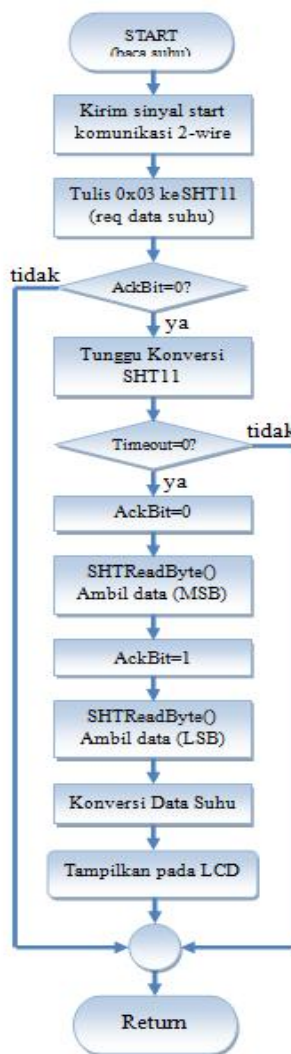 START
(baca suhu)
Kirim sinyal start
komunikasi 2-wire
Tulis 0x03 keSHT11
(req data suhu)
tidak
AckBit=0?
ya
Tunggu Konversi
SHT11
Timeout=0?
tidak
ya
AckBit=0
SHTReadByte()
Ambil data (MSB)
AckBit=1
SHTReadByte()
Ambil data (LSB)
Konversi Data Suhu
Tampilkan pada LCD
Return